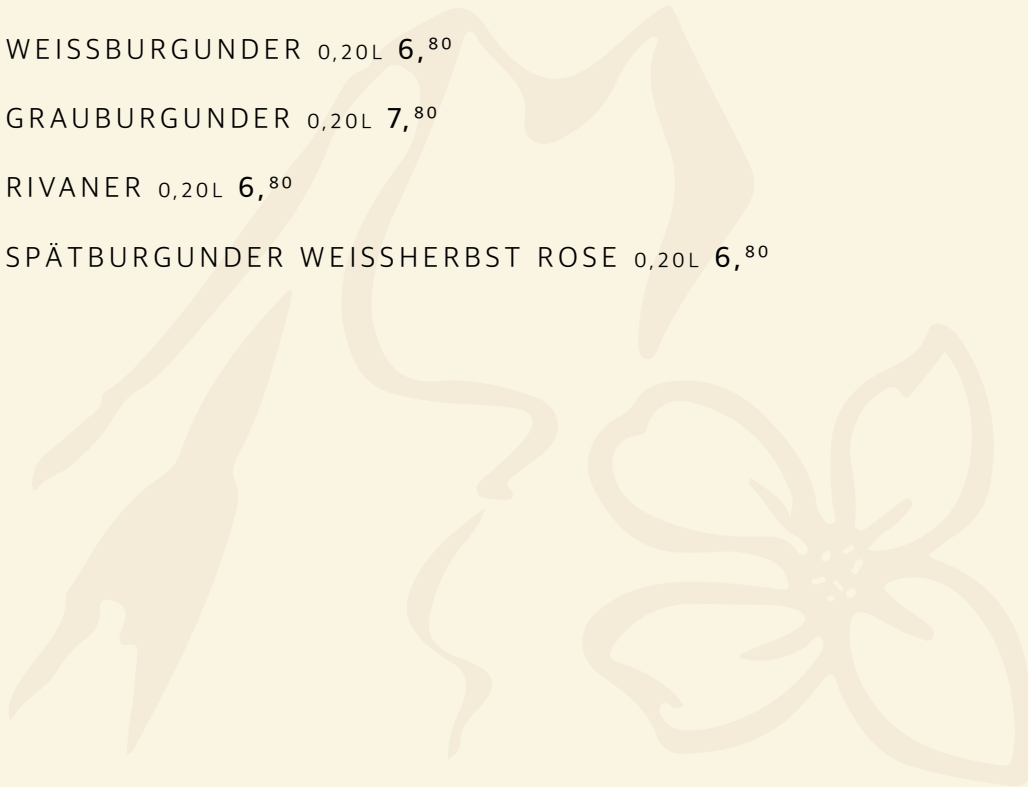 WEISSBURGUNDER 0,20L 6,80
GRAUBURGUNDER 0,20L 7,80
RIVANER 0,20L 6,80
SPÄTBURGUNDER WEISSHERBST ROSE 0,20L 6,80